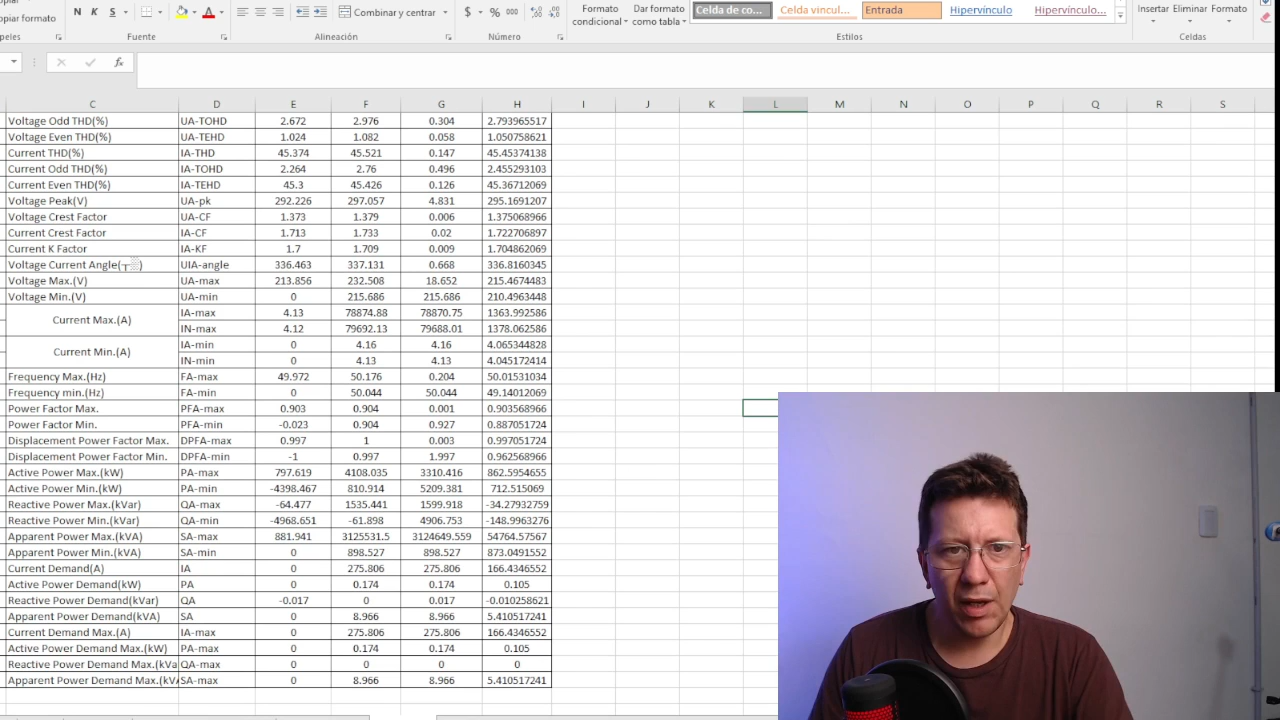 copiar formato
peles
N K S
Fuente
Combinar y centrar
Alineación
$ % 000
Número
Formato condicional
Dar formato como tabla
Celda de co...
Celda vincul...
Entrada
Hipervínculo
Hipervínculo...
Estilos
Insertar Eliminar Formato
Celdas
fx
C D E F G H I J K L M N O P Q R S
Voltage Odd THD(%) UA-TOHD 2.672 2.976 0.304 2.793965517
Voltage Even THD(%) UA-TEHD 1.024 1.082 0.058 1.050758621
Current THD(%) IA-THD 45.374 45.521 0.147 45.45374138
Current Odd THD(%) IA-TOHD 2.264 2.76 0.496 2.455293103
Current Even THD(%) IA-TEHD 45.3 45.426 0.126 45.36712069
Voltage Peak(V) UA-pk 292.226 297.057 4.831 295.1691207
Voltage Crest Factor UA-CF 1.373 1.379 0.006 1.375068966
Current Crest Factor IA-CF 1.713 1.733 0.02 1.722706897
Current K Factor IA-KF 1.7 1.709 0.009 1.704862069
Voltage Current Angle(┬░) UIA-angle 336.463 337.131 0.668 336.8160345
Voltage Max.(V) UA-max 213.856 232.508 18.652 215.4674483
Voltage Min.(V) UA-min 0 215.686 215.686 210.4963448
Current Max.(A) IA-max 4.13 78874.88 78870.75 1363.992586
IN-max 4.12 79692.13 79688.01 1378.062586
Current Min.(A) IA-min 0 4.16 4.16 4.065344828
IN-min 0 4.13 4.13 4.045172414
Frequency Max.(Hz) FA-max 49.972 50.176 0.204 50.01531034
Frequency min.(Hz) FA-min 0 50.044 50.044 49.14012069
Power Factor Max. PFA-max 0.903 0.904 0.001 0.903568966
Power Factor Min. PFA-min -0.023 0.904 0.927 0.887051724
Displacement Power Factor Max. DPFA-max 0.997 1 0.003 0.997051724
Displacement Power Factor Min. DPFA-min -1 0.997 1.997 0.962568966
Active Power Max.(kW) PA-max 797.619 4108.035 3310.416 862.5954655
Active Power Min.(kW) PA-min -4398.467 810.914 5209.381 712.515069
Reactive Power Max.(kVar) QA-max -64.477 1535.441 1599.918 -34.27932759
Reactive Power Min.(kVar) QA-min -4968.651 -61.898 4906.753 -148.9963276
Apparent Power Max.(kVA) SA-max 881.941 3125531.5 3124649.559 54764.57567
Apparent Power Min.(kVA) SA-min 0 898.527 898.527 873.0491552
Current Demand(A) IA 0 275.806 275.806 166.4346552
Active Power Demand(kW) PA 0 0.174 0.174 0.105
Reactive Power Demand(kVar) QA -0.017 0 0.017 -0.010258621
Apparent Power Demand(kVA) SA 0 8.966 8.966 5.410517241
Current Demand Max.(A) IA-max 0 275.806 275.806 166.4346552
Active Power Demand Max.(kW) PA-max 0 0.174 0.174 0.105
Reactive Power Demand Max.(kVa QA-max 0 0 0 0
Apparent Power Demand Max.(kVA SA-max 0 8.966 8.966 5.410517241